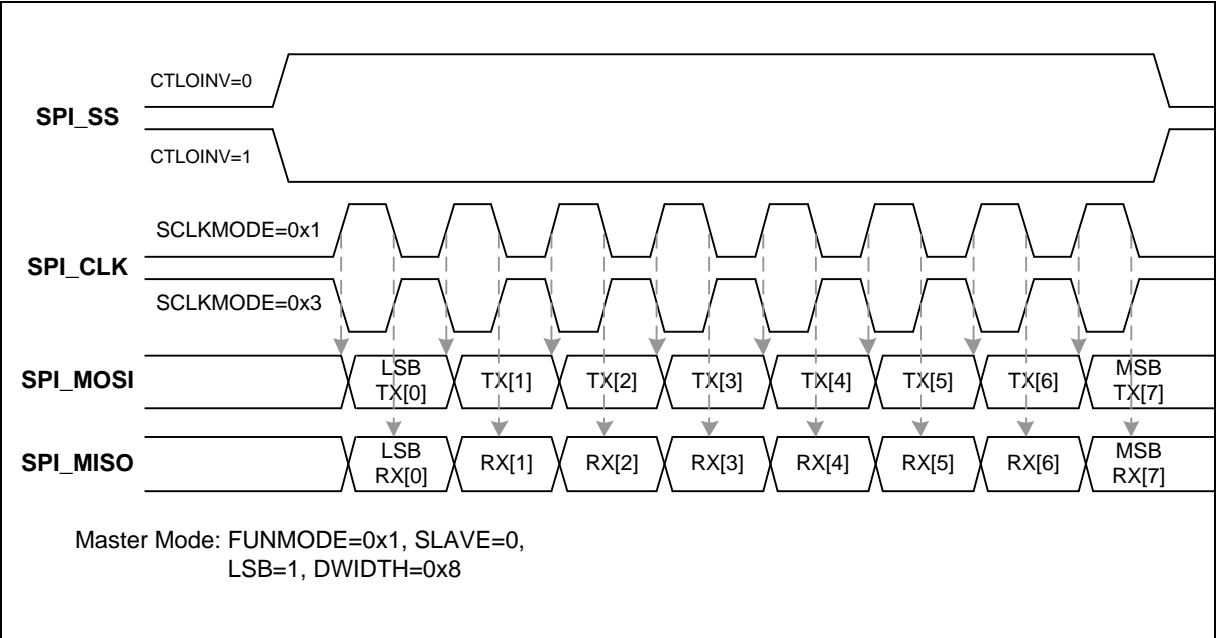 CTLOINV=0
SPI_SS
CTLOINV=1
SCLKMODE=0x1
SPI_CLK
SCLKMODE=0x3
SPI_MOSI
LSB TX[1] TX[2] TX[3] TX[4] TX[5] TX[6] MSB
TX[0] TX[7]
SPI_MISO
LSB RX[1] RX[2] RX[3] RX[4] RX[5] RX[6] MSB
RX[0] RX[7]
Master Mode: FUNMODE=0x1, SLAVE=0,
LSB=1, DWIDTH=0x8